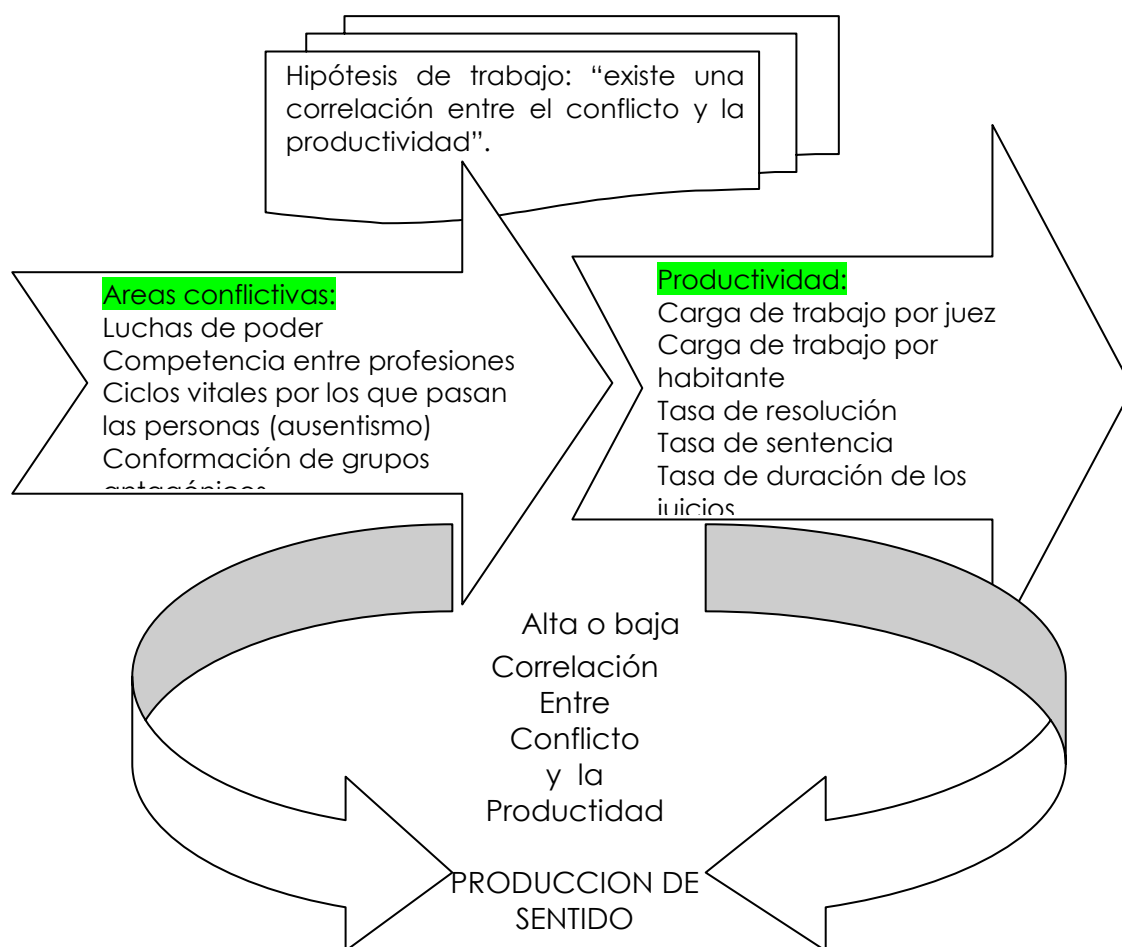 Hipótesis de trabajo: “existe una
correlación entre el conflicto y la
productividad”.
Areas conflictivas:
Luchas de poder
Competencia entre profesiones
Ciclos vitales por los que pasan
las personas (ausentismo)
Conformación de grupos
antagónicos
Productividad:
Carga de trabajo por juez
Carga de trabajo por
habitante
Tasa de resolución
Tasa de sentencia
Tasa de duración de los
juicios
Alta o baja
Correlación
Entre
Conflicto
y la
Productidad
PRODUCCION DE
SENTIDO